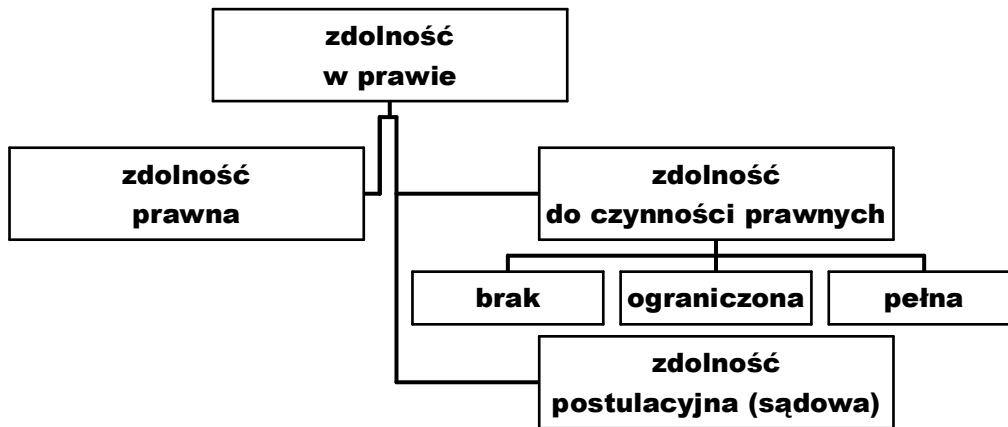 zdolność
w prawie
zdolność
prawna
zdolność
do czynności prawnych
brak
ograniczona
pełna
zdolność
postulacyjna (sądowa)